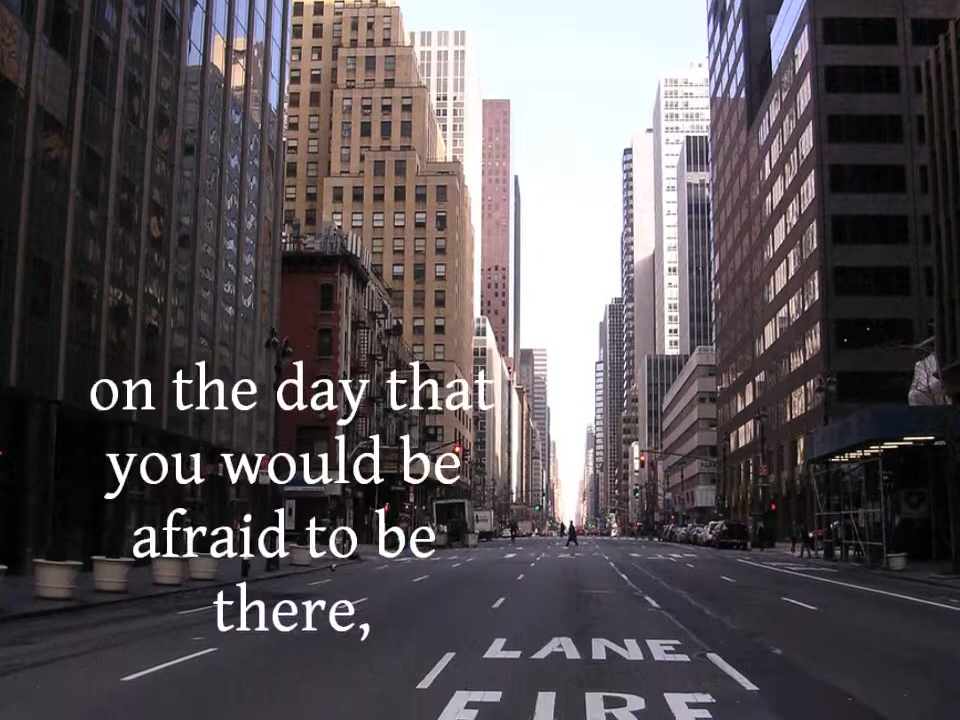 on the day that
you would be
afraid to be
there,
LANE
FIRE